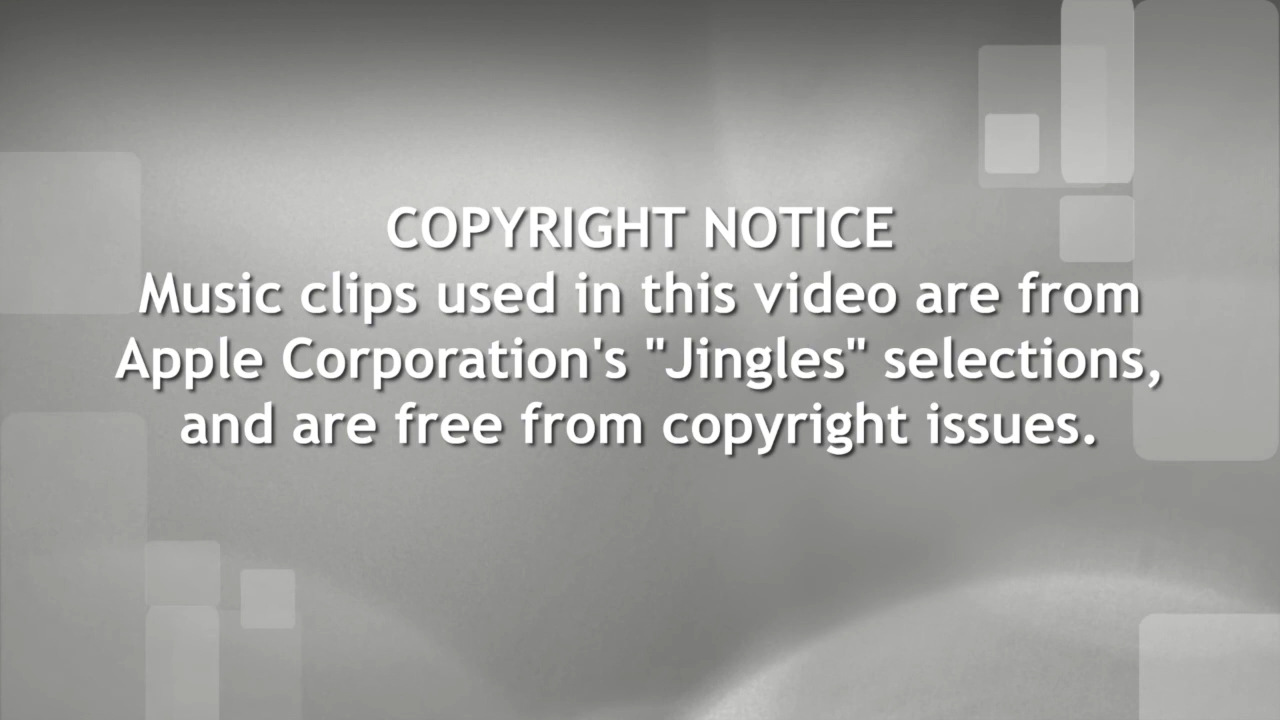 COPYRIGHT NOTICE
Music clips used in this video are from
Apple Corporation's "Jingles" selections,
and are free from copyright issues.